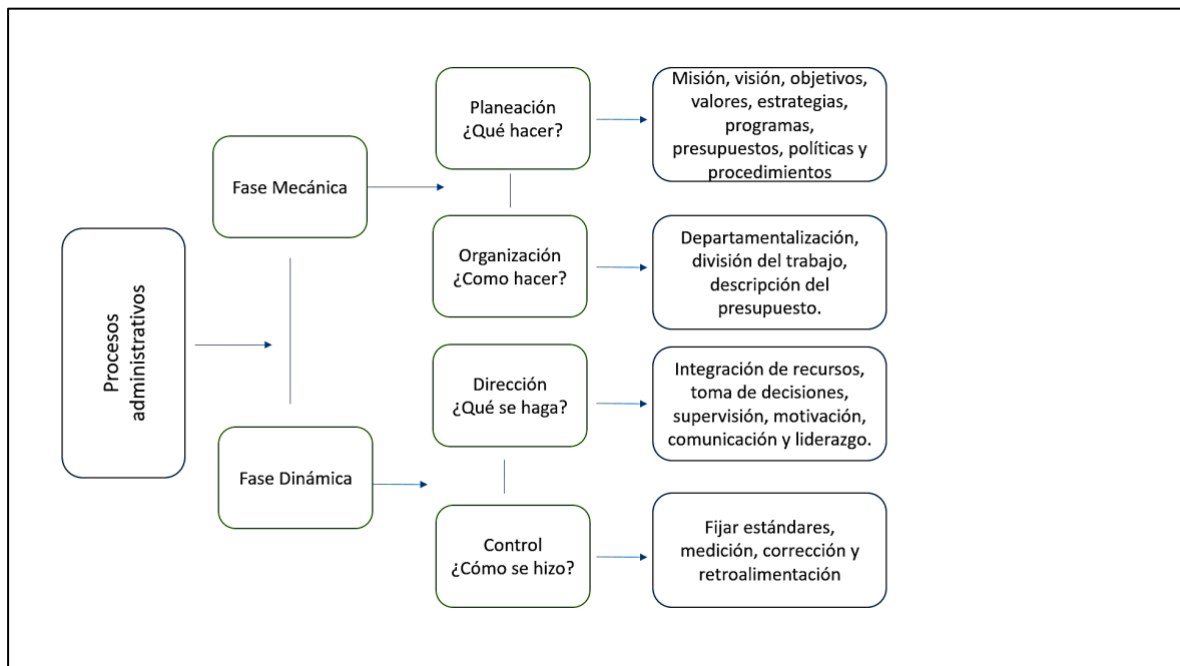 Procesos
administrativos
Fase Mecánica
Fase Dinámica
Planeación
¿Qué hacer?
Misión, visión, objetivos,
valores, estrategias,
programas,
presupuestos, políticas y
procedimientos
Organización
¿Como hacer?
Departamentalización,
división del trabajo,
descripción del
presupuesto.
Dirección
¿Qué se haga?
Integración de recursos,
toma de decisiones,
supervisión, motivación,
comunicación y liderazgo.
Control
¿Cómo se hizo?
Fijar estándares,
medición, corrección y
retroalimentación